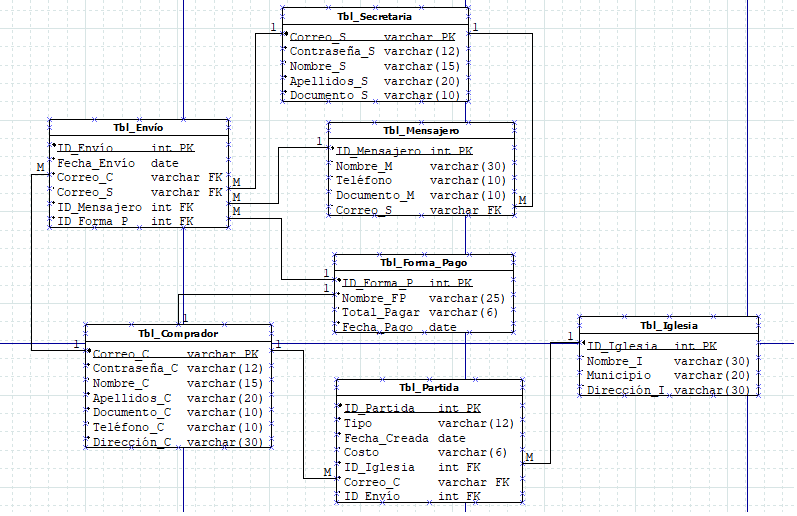 Tbl_Secretaria
Correo_S varchar PK
Contraseña_S varchar(12)
Nombre_S varchar(15)
Apellidos_S varchar(20)
Documento_S varchar(10)
1
1
Tbl_Envío
ID_Envío int PK
Fecha_Envío date
Correo_C varchar FK
Correo_S varchar FK
ID_Mensajero int FK
ID_Forma_P int FK
M
M
M
M
Tbl_Mensajero
ID_Mensajero int PK
Nombre_M varchar(30)
Teléfono varchar(10)
Documento_M varchar(10)
Correo_S varchar FK
1
M
Tbl_Forma_Pago
ID_Forma_P int PK
Nombre_FP varchar(25)
Total_Pagar varchar(6)
Fecha_Pago date
1
1
1
Tbl_Comprador
Correo_C varchar PK
Contraseña_C varchar(12)
Nombre_C varchar(15)
Apellidos_C varchar(20)
Documento_C varchar(10)
Teléfono_C varchar(10)
Dirección_C varchar(30)
1
1
Tbl_Iglesia
ID_Iglesia int PK
Nombre_I varchar(30)
Municipio varchar(20)
Dirección_I varchar(30)
1
Tbl_Partida
ID_Partida int PK
Tipo varchar(12)
Fecha_Creada date
Costo varchar(6)
ID_Iglesia int FK
Correo_C varchar FK
ID_Envío int FK
M
M